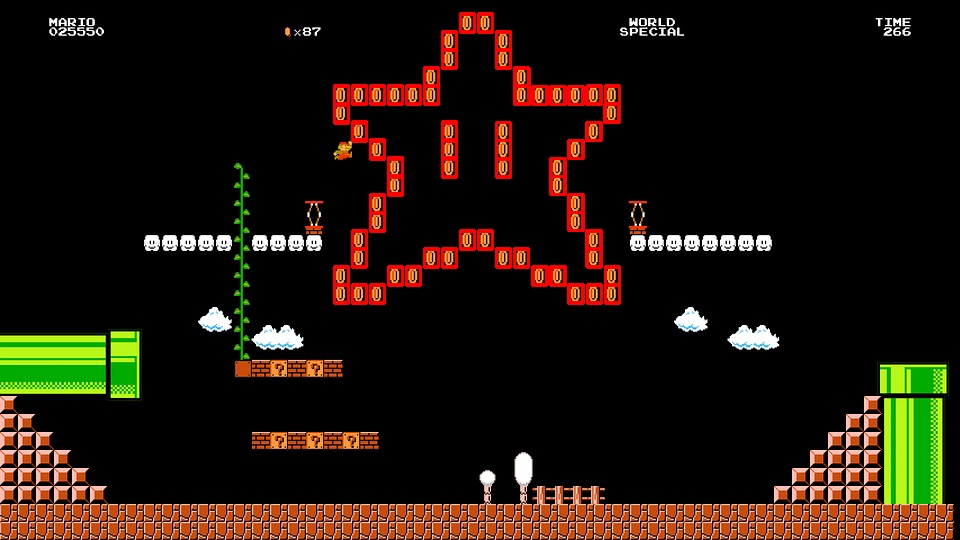 MARIO
025550
×87
WORLD
SPECIAL
TIME
266
? ?
? ? ?